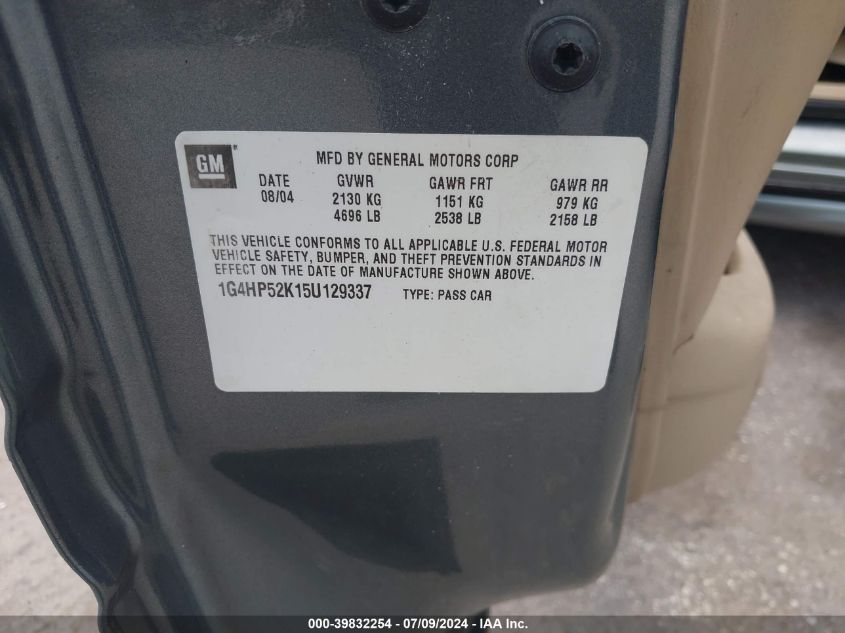 GM
MFD BY GENERAL MOTORS CORP
DATE GVWR GAWR FRT GAWR RR
08/04 2130 KG 1151 KG 979 KG
4696 LB 2538 LB 2158 LB
THIS VEHICLE CONFORMS TO ALL APPLICABLE U.S. FEDERAL MOTOR
VEHICLE SAFETY, BUMPER, AND THEFT PREVENTION STANDARDS IN
EFFECT ON THE DATE OF MANUFACTURE SHOWN ABOVE.
1G4HP52K15U129337 TYPE: PASS CAR
000-39832254 / 07/09/2024 - IAA Inc.